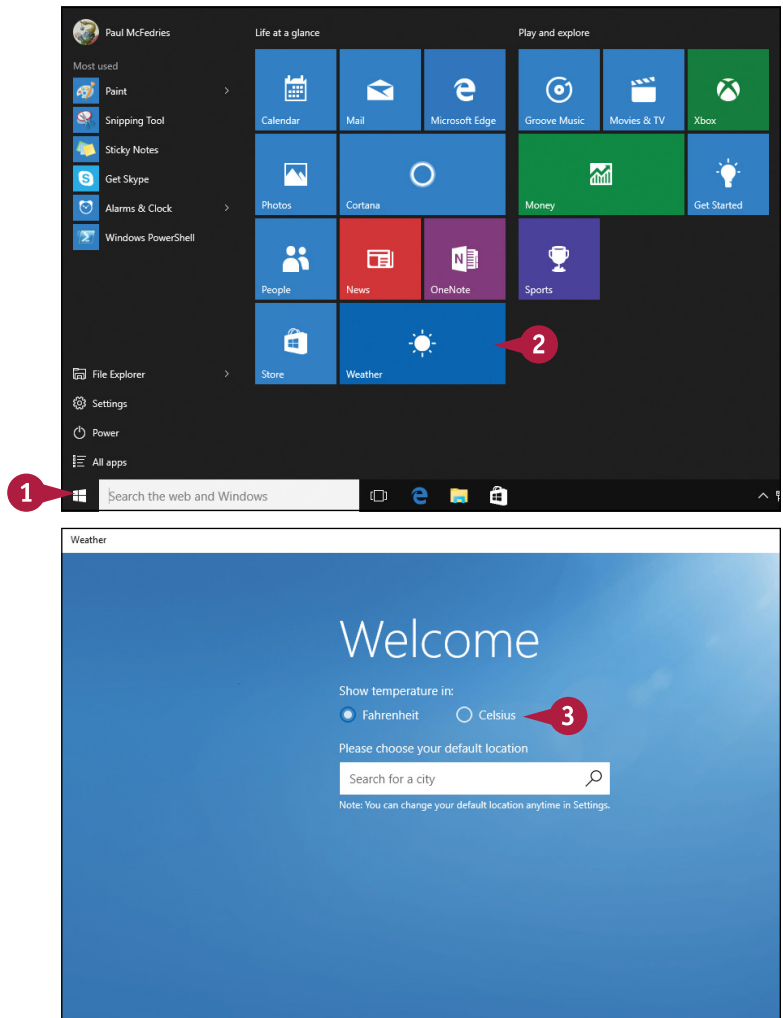 Paul McFedries
Life at a glance
Play and explore
Most used
Paint
Snipping Tool
Sticky Notes
Get Skype
Alarms & Clock
Windows PowerShell
Calendar
Mail
Microsoft Edge
Groove Music
Movies & TV
Xbox
Photos
Cortana
Money
Get Started
People
News
OneNote
Sports
Store
Weather
2
File Explorer
Settings
Power
All apps
1
Search the web and Windows
Weather
Welcome
Show temperature in:
Fahrenheit
Celsius
3
Please choose your default location
Search for a city
Note: You can change your default location anytime in Settings.